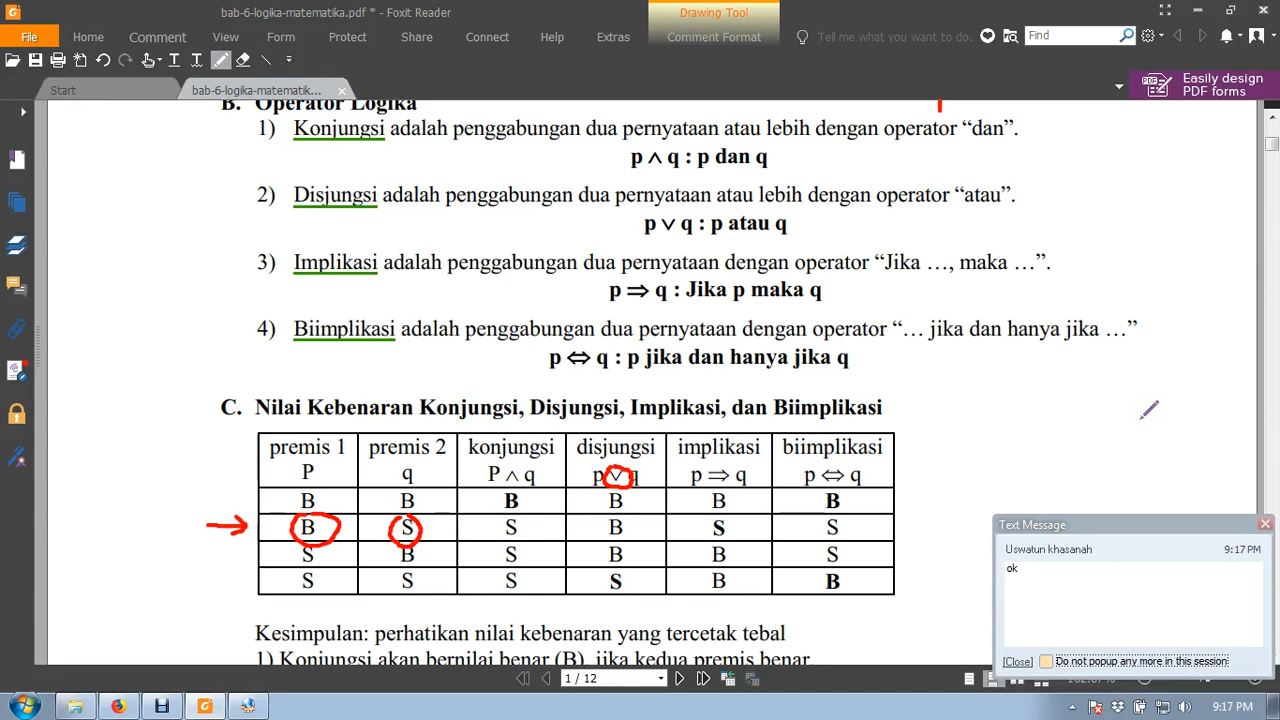 bab-6-logika-matematika.pdf * - Foxit Reader
Drawing Tool
File Home Comment View Form Protect Share Connect Help Extras Comment Format Tell me what you want to do.. Find
Start bab-6-logika-matematik... Easily design
PDF forms
B. Operator Logika
1) Konjungsi adalah penggabungan dua pernyataan atau lebih dengan operator “dan”.
p ∧ q : p dan q
2) Disjungsi adalah penggabungan dua pernyataan atau lebih dengan operator “atau”.
p ∨ q : p atau q
3) Implikasi adalah penggabungan dua pernyataan dengan operator “Jika …, maka …”.
p ⇒ q : Jika p maka q
4) Biimplikasi adalah penggabungan dua pernyataan dengan operator “… jika dan hanya jika …”
p ⇔ q : p jika dan hanya jika q
C. Nilai Kebenaran Konjungsi, Disjungsi, Implikasi, dan Biimplikasi
premis 1 premis 2 konjungsi disjungsi implikasi biimplikasi
P q P ∧ q p ∨ q p ⇒ q p ⇔ q
B B B B B B
B S S B S S
S B S B B S
S S S S B B
Kesimpulan: perhatikan nilai kebenaran yang tercetak tebal
1) Konjungsi akan bernilai benar (B), jika kedua premis benar,
Text Message
Uswatun khasanah 9:17 PM
ok
[Close] Do not popup any more in this session
1 / 12
9:17 PM